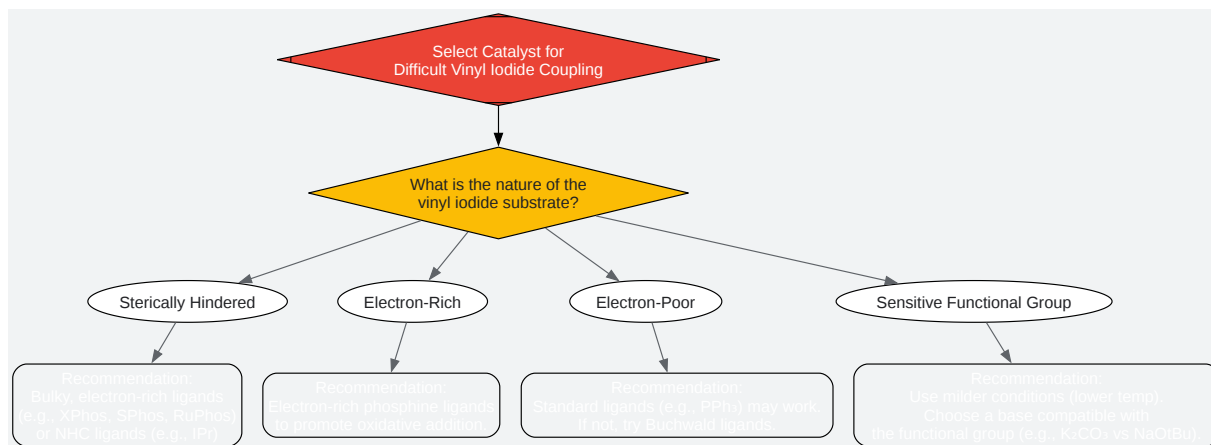 Select Catalyst for
Difficult Vinyl Iodide Coupling
What is the nature of the
vinyl iodide substrate?
Sterically Hindered
Electron-Rich
Electron-Poor
Sensitive Functional Group
Recommendation:
Bulky, electron-rich ligands
(e.g., XPhos, SPhos, RuPhos)
or NHC ligands (e.g., IPr)
Recommendation:
Electron-rich phosphine ligands
to promote oxidative addition.
Recommendation:
Standard ligands (e.g., PPh₃) may work.
If not, try Buchwald ligands.
Recommendation:
Use milder conditions (lower temp).
Choose a base compatible with
the functional group (e.g., K₂CO₃ vs NaOtBu).